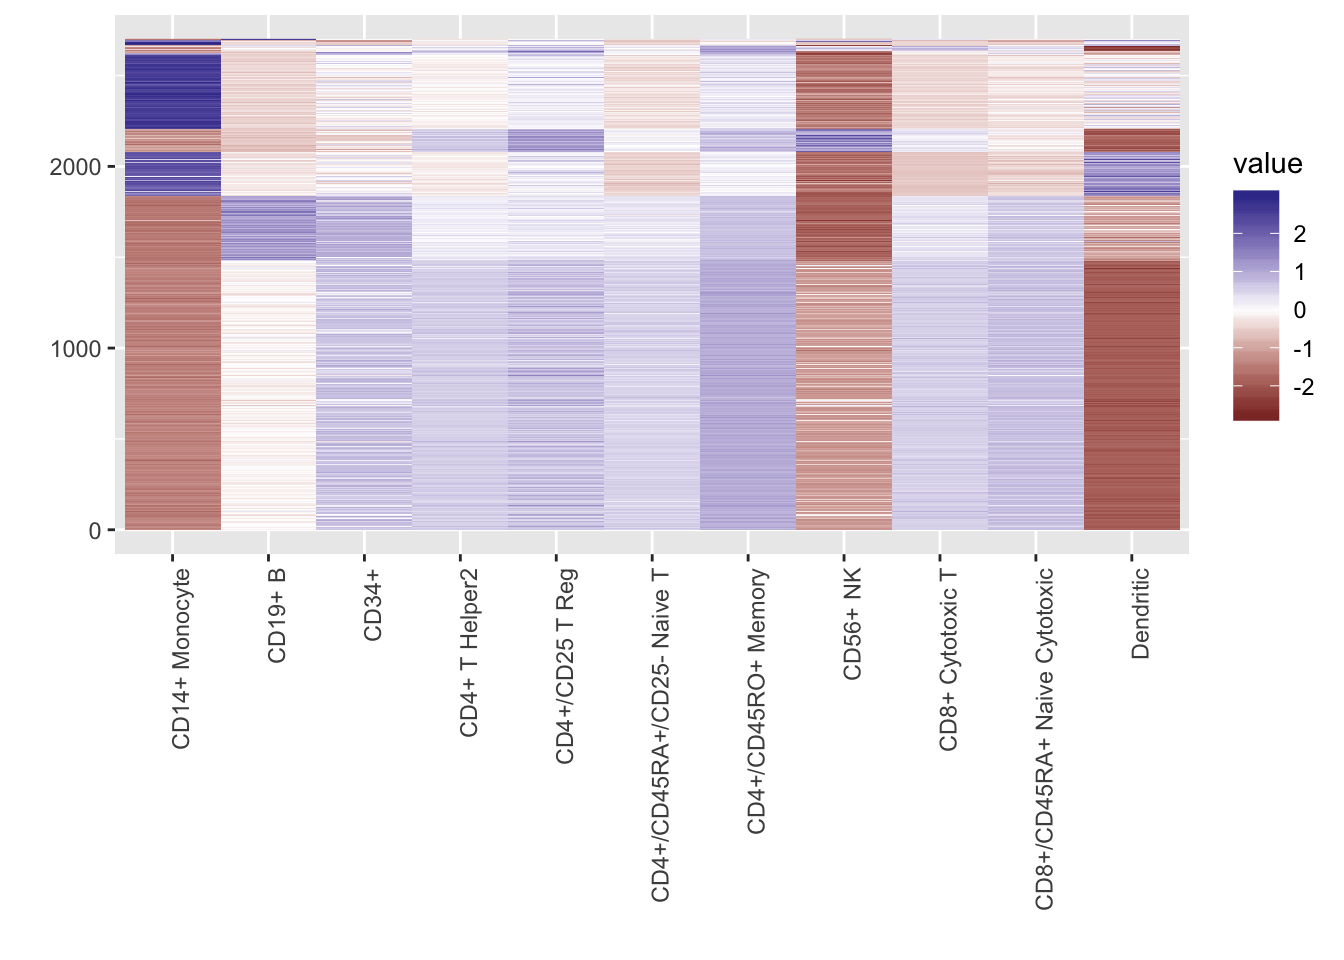 2000
1000
0
CD14+ Monocyte
CD19+ B
CD34+
CD4+ T Helper2
CD4+/CD25 T Reg
CD4+/CD45RA+/CD25- Naive T
CD4+/CD45RO+ Memory
CD56+ NK
CD8+ Cytotoxic T
CD8+/CD45RA+ Naive Cytotoxic
Dendritic
value
2
1
0
-1
-2